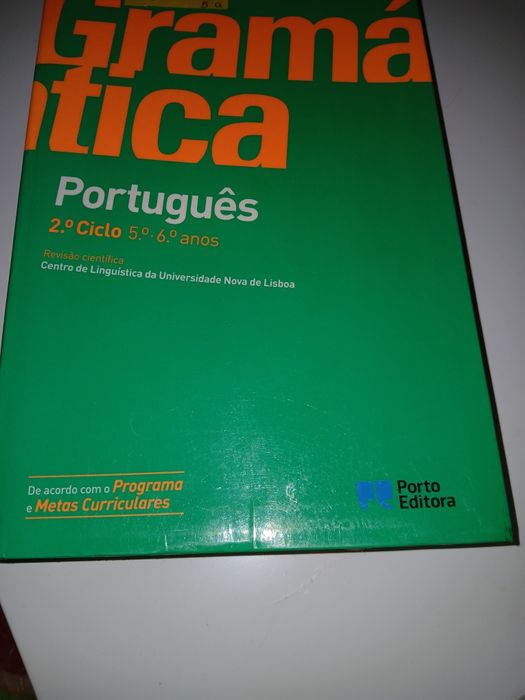 5.º
Gramá
tica
Português
2.º Ciclo 5.º · 6.º anos
Revisão científica
Centro de Linguística da Universidade Nova de Lisboa
De acordo com o Programa
e Metas Curriculares
Porto
Editora